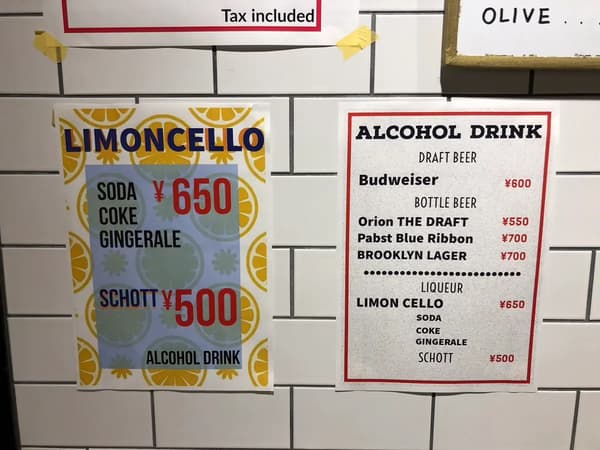 Tax included
OLIVE . . .
LIMONCELLO
SODA ¥650
COKE
GINGERALE
SCHOTT ¥500
ALCOHOL DRINK
ALCOHOL DRINK
DRAFT BEER
Budweiser ¥600
BOTTLE BEER
Orion THE DRAFT ¥550
Pabst Blue Ribbon ¥700
BROOKLYN LAGER ¥700
LIQUEUR
LIMON CELLO ¥650
SODA
COKE
GINGERALE
SCHOTT ¥500